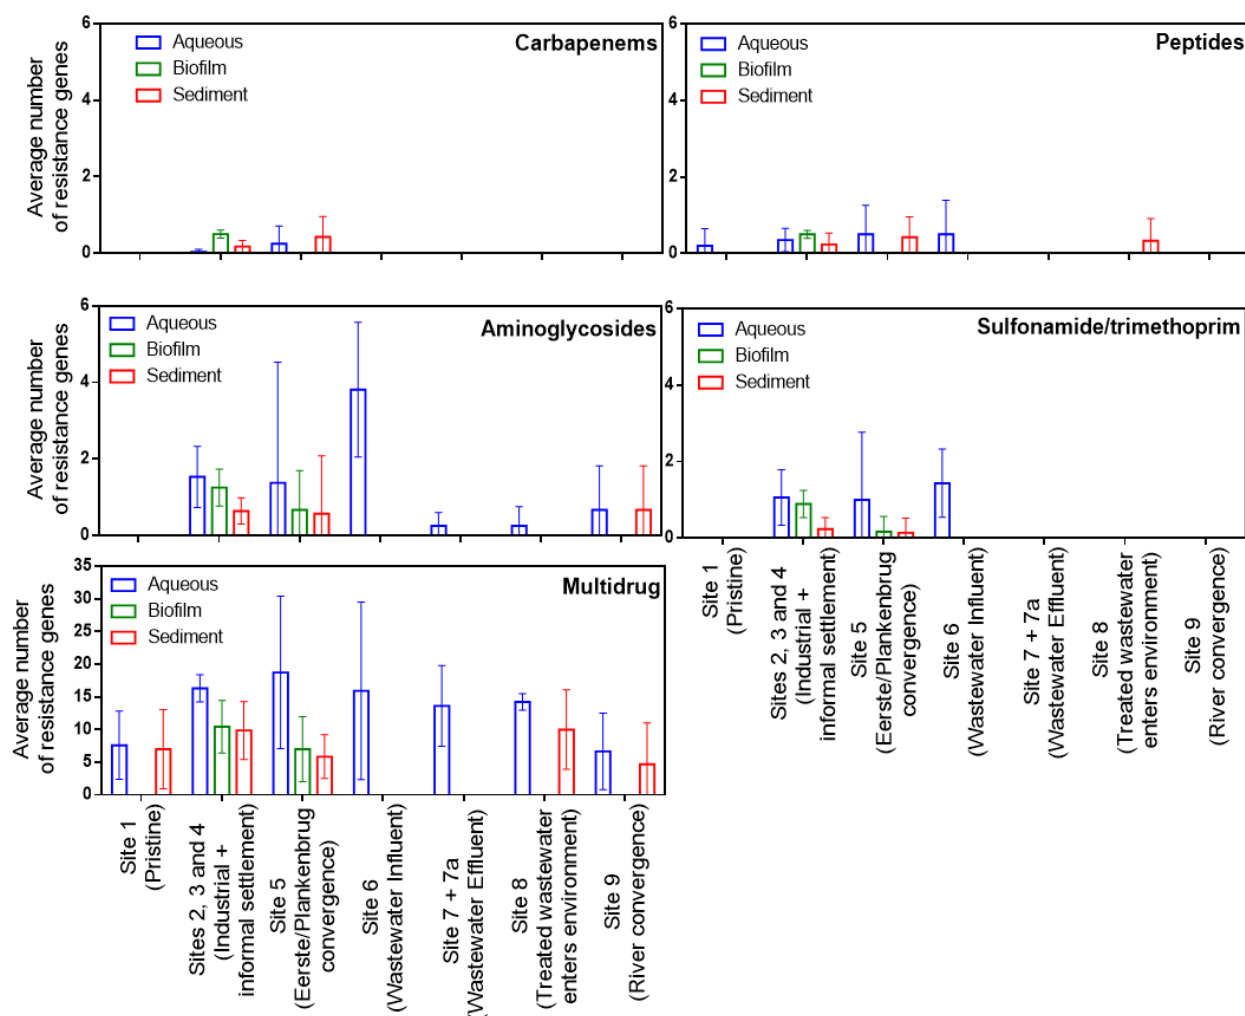 Average number
of resistance genes
6
4
2
0
Aqueous
Biofilm
Sediment
Carbapenems
6
4
2
0
Aqueous
Biofilm
Sediment
Peptides
Average number
of resistance genes
6
4
2
0
Aqueous
Biofilm
Sediment
Aminoglycosides
6
4
2
0
Aqueous
Biofilm
Sediment
Sulfonamide/trimethoprim
Average number
of resistance genes
35
30
25
20
15
10
5
0
Aqueous
Biofilm
Sediment
Multidrug
Site 1
(Pristine)
Sites 2, 3 and 4
(Industrial +
informal settlement)
Site 5
(Eerste/Plankenbrug
convergence)
Site 6
(Wastewater Influent)
Site 7 + 7a
(Wastewater Effluent)
Site 8
(Treated wastewater
enters environment)
Site 9
(River convergence)
Site 1
(Pristine)
Sites 2, 3 and 4
(Industrial +
informal settlement)
Site 5
(Eerste/Plankenbrug
convergence)
Site 6
(Wastewater Influent)
Site 7 + 7a
(Wastewater Effluent)
Site 8
(Treated wastewater
enters environment)
Site 9
(River convergence)